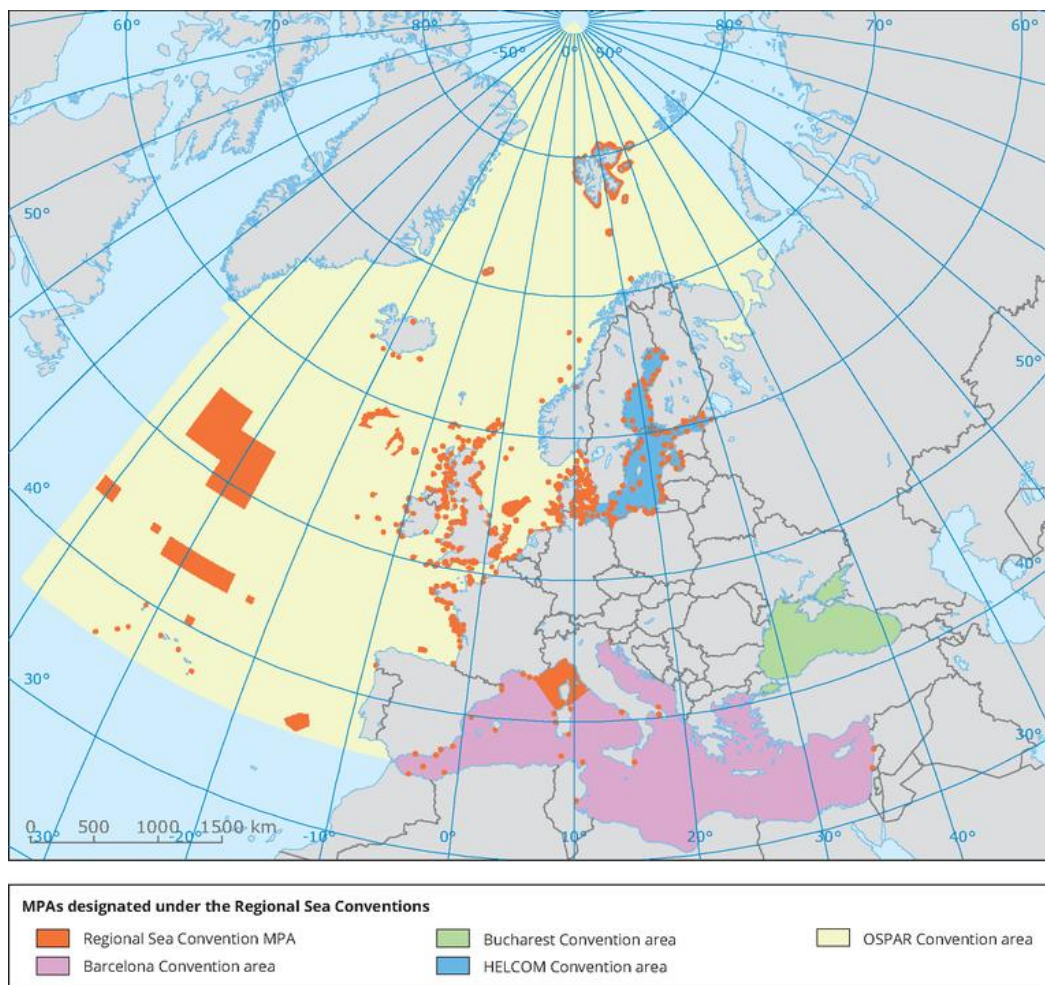 60° 80° 80° 70° 60°
-50° 0° 50°
50°
50°
40°
40°
30°
30°
0 500 1000 1500 km
-30° -20° -10° 0° 10° 20° 30° 40°
MPAs designated under the Regional Sea Conventions
Regional Sea Convention MPA
Bucharest Convention area
OSPAR Convention area
Barcelona Convention area
HELCOM Convention area